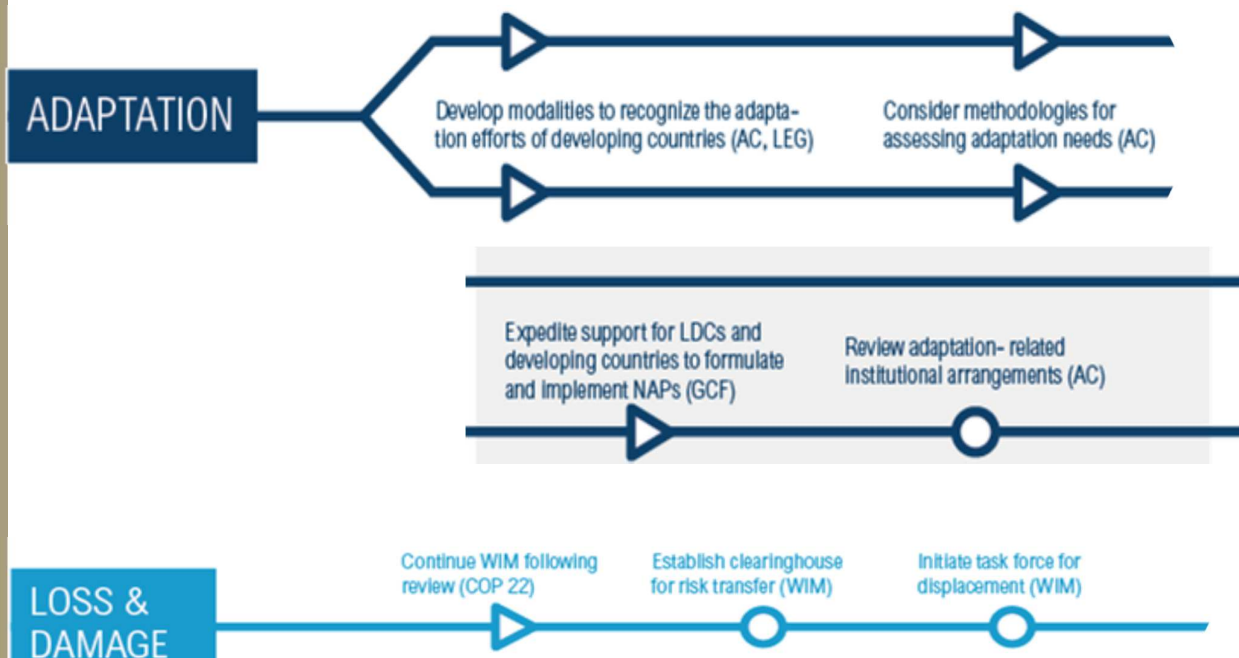 ADAPTATION
Develop modalities to recognize the adapta-
tion efforts of developing countries (AC, LEG)
Consider methodologies for
assessing adaptation needs (AC)
Expedite support for LDCs and
developing countries to formulate
and implement NAPs (GCF)
Review adaptation- related
institutional arrangements (AC)
LOSS &
DAMAGE
Continue WIM following
review (COP 22)
Establish clearinghouse
for risk transfer (WIM)
Initiate task force for
displacement (WIM)